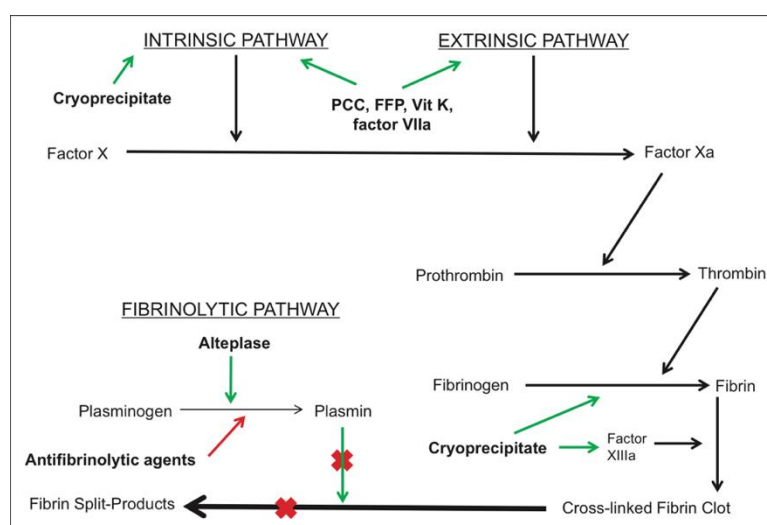 INTRINSIC PATHWAY
EXTRINSIC PATHWAY
Cryoprecipitate
PCC, FFP, Vit K,
factor VIIa
Factor X
Factor Xa
Prothrombin
Thrombin
FIBRINOLYTIC PATHWAY
Alteplase
Fibrinogen
Fibrin
Plasminogen
Plasmin
Cryoprecipitate
Factor
XIIIa
Antifibrinolytic agents
Fibrin Split-Products
Cross-linked Fibrin Clot